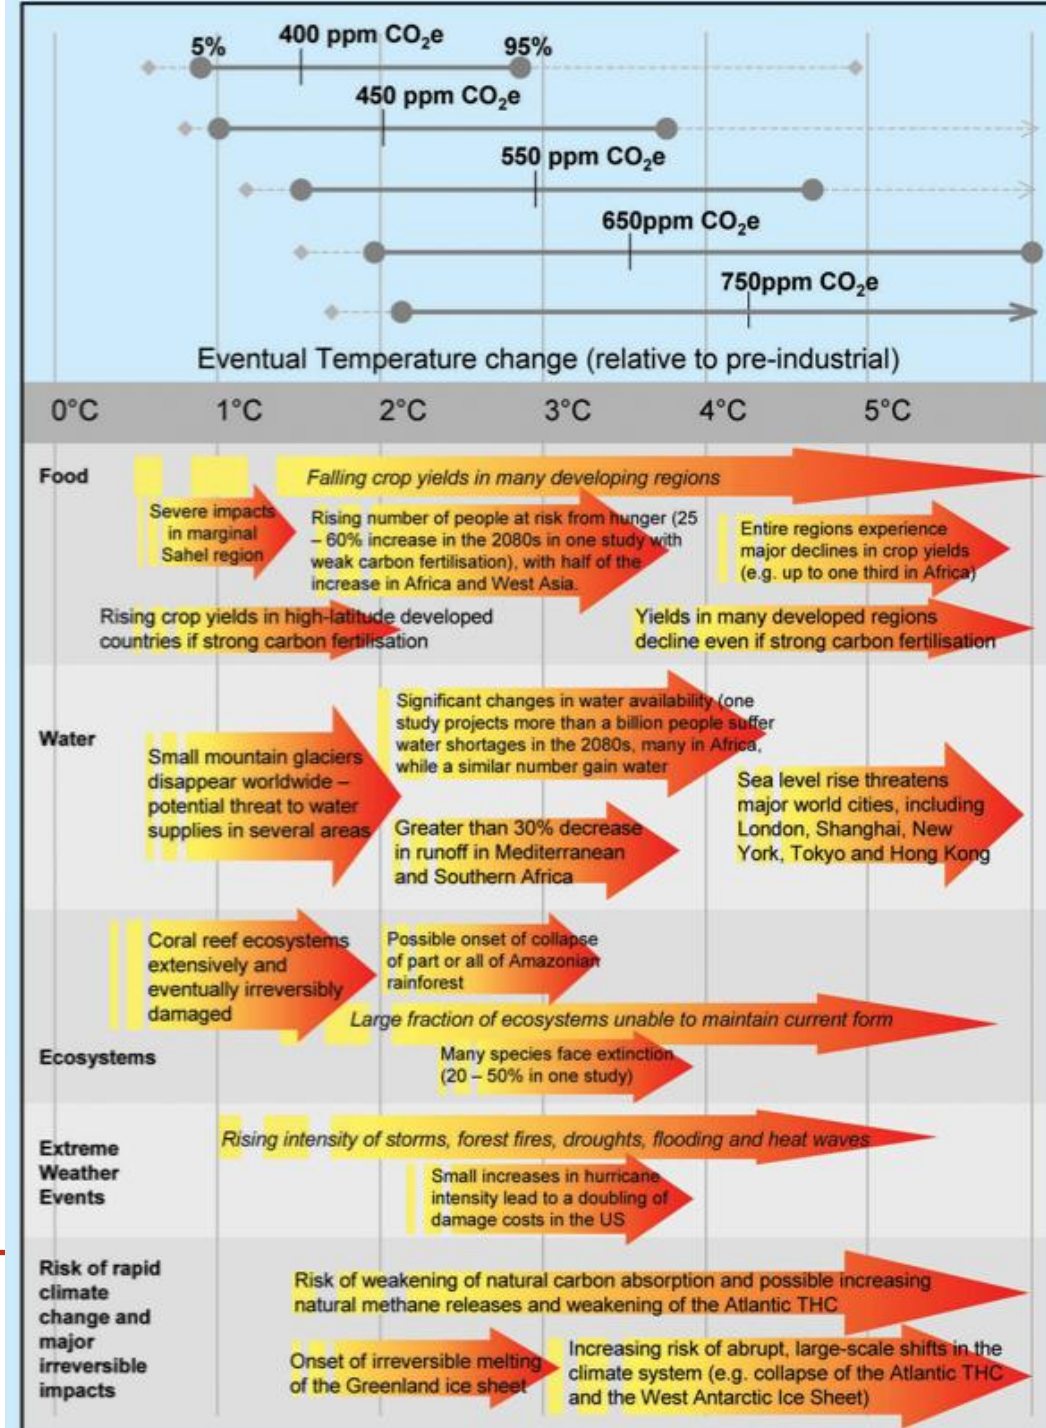 400 ppm CO₂e
5%
95%
450 ppm CO₂e
550 ppm CO₂e
650ppm CO₂e
750ppm CO₂e
Eventual Temperature change (relative to pre-industrial)
0°C 1°C 2°C 3°C 4°C 5°C
Food
Falling crop yields in many developing regions
Severe impacts
in marginal
Sahel region
Rising number of people at risk from hunger (25
– 60% increase in the 2080s in one study with
weak carbon fertilisation), with half of the
increase in Africa and West Asia.
Entire regions experience
major declines in crop yields
(e.g. up to one third in Africa)
Rising crop yields in high-latitude developed
countries if strong carbon fertilisation
Yields in many developed regions
decline even if strong carbon fertilisation
Water
Small mountain glaciers
disappear worldwide –
potential threat to water
supplies in several areas
Significant changes in water availability (one
study projects more than a billion people suffer
water shortages in the 2080s, many in Africa,
while a similar number gain water
Greater than 30% decrease
in runoff in Mediterranean
and Southern Africa
Sea level rise threatens
major world cities, including
London, Shanghai, New
York, Tokyo and Hong Kong
Ecosystems
Coral reef ecosystems
extensively and
eventually irreversibly
damaged
Possible onset of collapse
of part or all of Amazonian
rainforest
Large fraction of ecosystems unable to maintain current form
Many species face extinction
(20 – 50% in one study)
Extreme
Weather
Events
Rising intensity of storms, forest fires, droughts, flooding and heat waves
Small increases in hurricane
intensity lead to a doubling of
damage costs in the US
Risk of rapid
climate
change and
major
irreversible
impacts
Risk of weakening of natural carbon absorption and possible increasing
natural methane releases and weakening of the Atlantic THC
Onset of irreversible melting
of the Greenland ice sheet
Increasing risk of abrupt, large-scale shifts in the
climate system (e.g. collapse of the Atlantic THC
and the West Antarctic Ice Sheet)